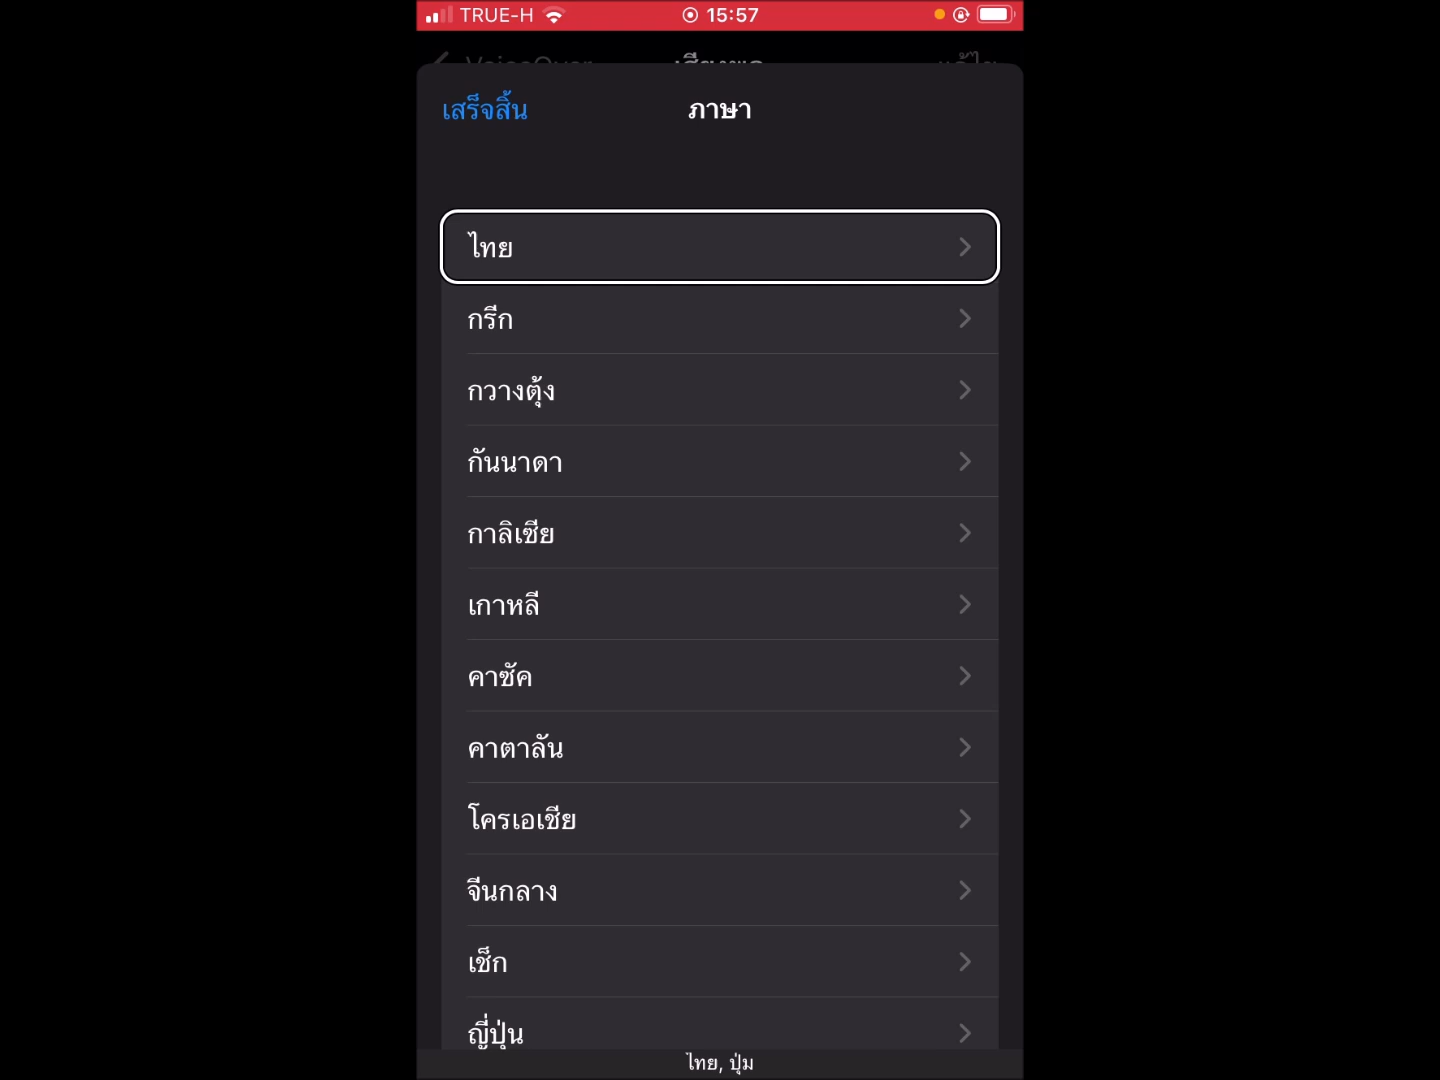 TRUE-H 15:57
เสร็จสิ้น ภาษา
ไทย
กรีก
กวางตุ้ง
กันนาดา
กาลิเซีย
เกาหลี
คาซัค
คาตาลัน
โครเอเชีย
จีนกลาง
เช็ก
ญี่ปุ่น
ไทย, ปุ่ม